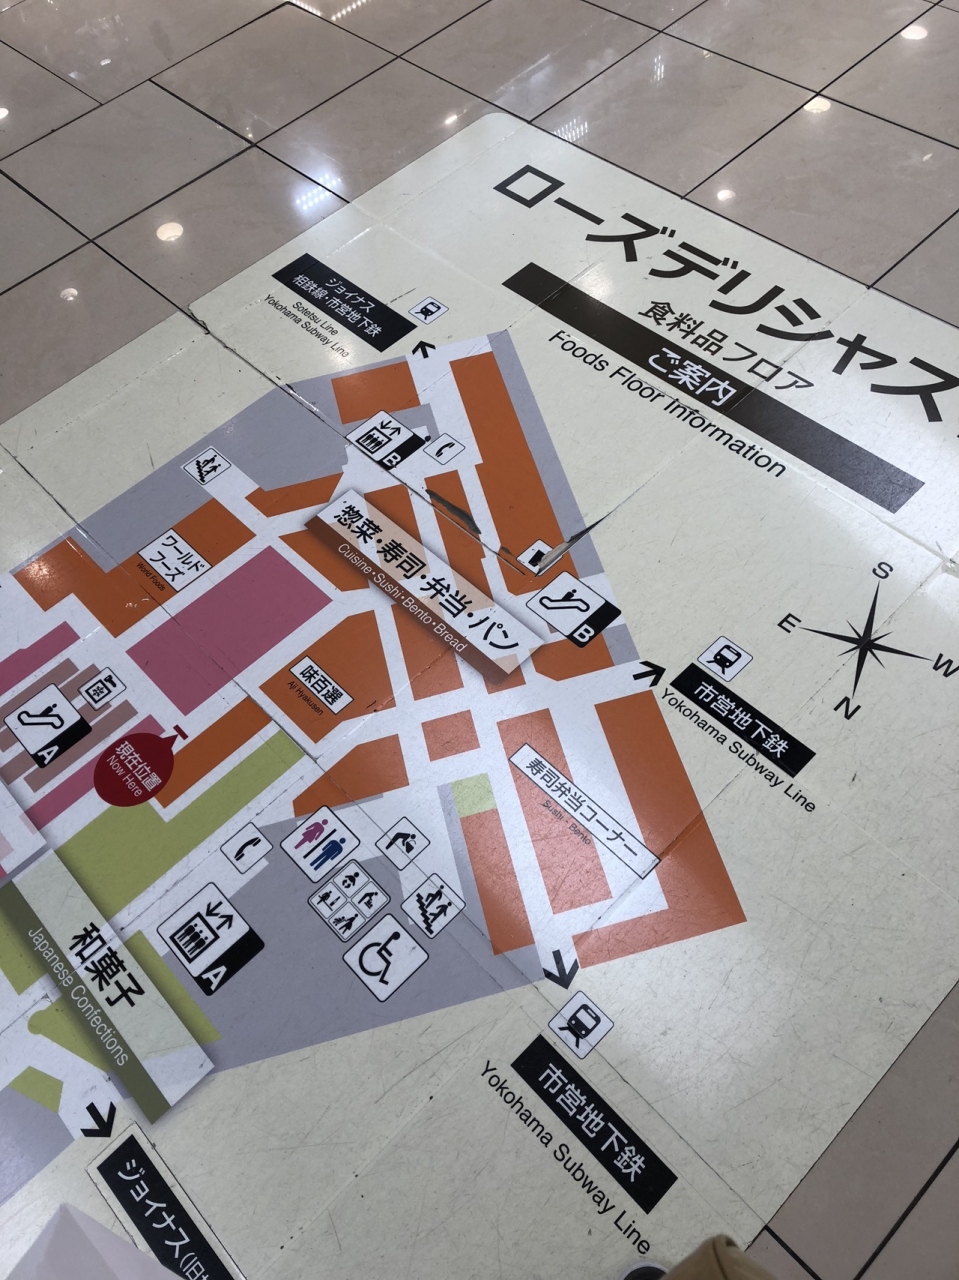 ローズデリシャス
食料品フロア
ご案内
Foods Floor Information
ジョイナス
相鉄線・市営地下鉄
Sotetsu Line
Yokohama Subway Line
B
ワールド
フーズ
World Foods
惣菜・寿司・弁当・パン
Cuisine・Sushi・Bento・Bread
B
S
E
W
N
市営地下鉄
Yokohama Subway Line
味百選
Aji Hyakusen
A
現在位置
Now Here
寿司弁当コーナー
Sushi・Bento
A
和菓子
Japanese Confections
市営地下鉄
Yokohama Subway Line
ジョイナス(旧